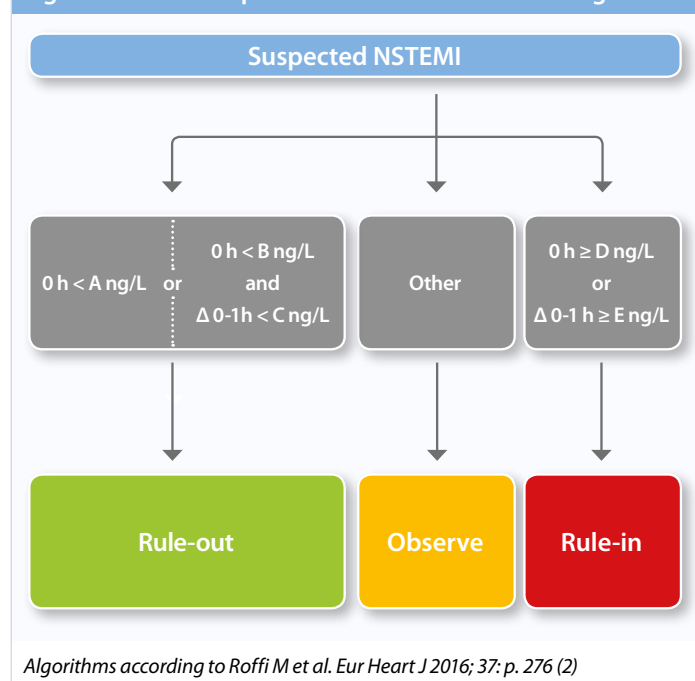 Suspected NSTEMI
0 h < A ng/L or
0 h < B ng/L
and
Δ 0-1h < C ng/L
Other
0 h ≥ D ng/L
or
Δ 0-1 h ≥ E ng/L
Rule-out
Observe
Rule-in
Algorithms according to Roffi M et al. Eur Heart J 2016; 37: p. 276 (2)